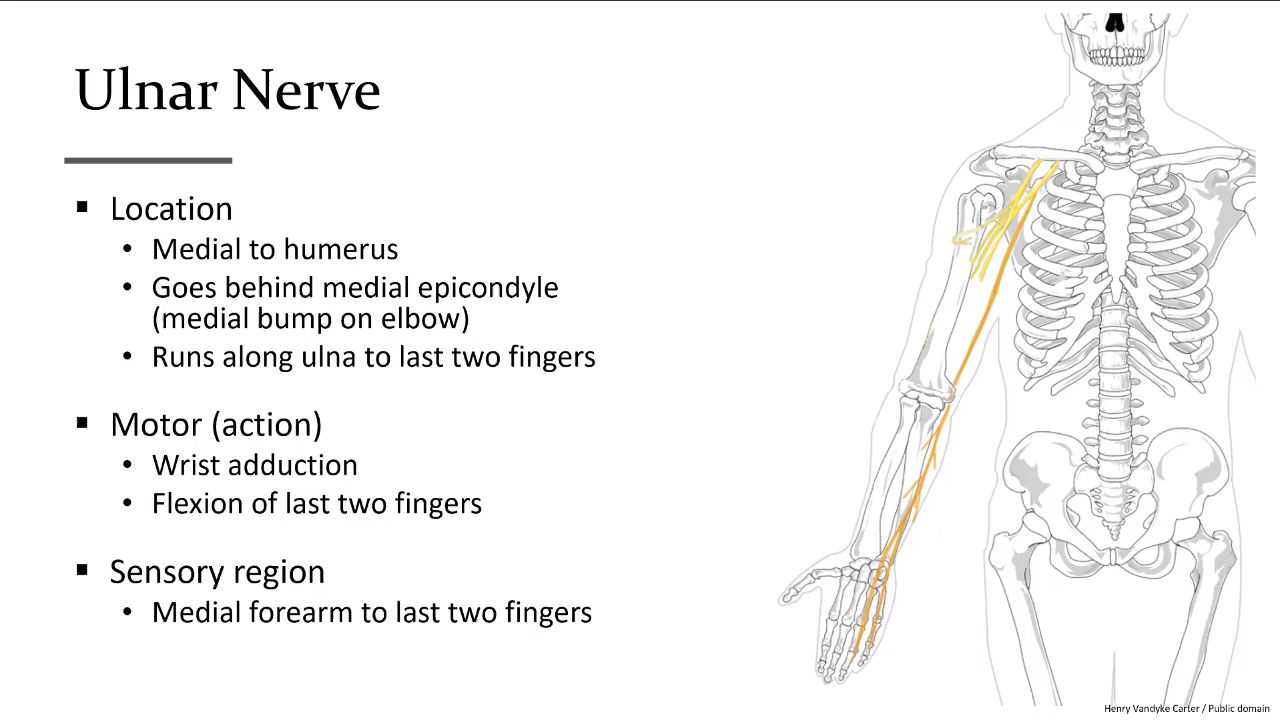 Ulnar Nerve
▪ Location
• Medial to humerus
• Goes behind medial epicondyle
(medial bump on elbow)
• Runs along ulna to last two fingers
▪ Motor (action)
• Wrist adduction
• Flexion of last two fingers
▪ Sensory region
• Medial forearm to last two fingers
Henry Vandyke Carter / Public domain